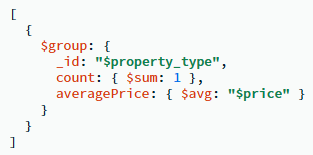 [
  {
    $group: {
      _id: "$property_type",
      count: { $sum: 1 },
      averagePrice: { $avg: "$price" }
    }
  }
]